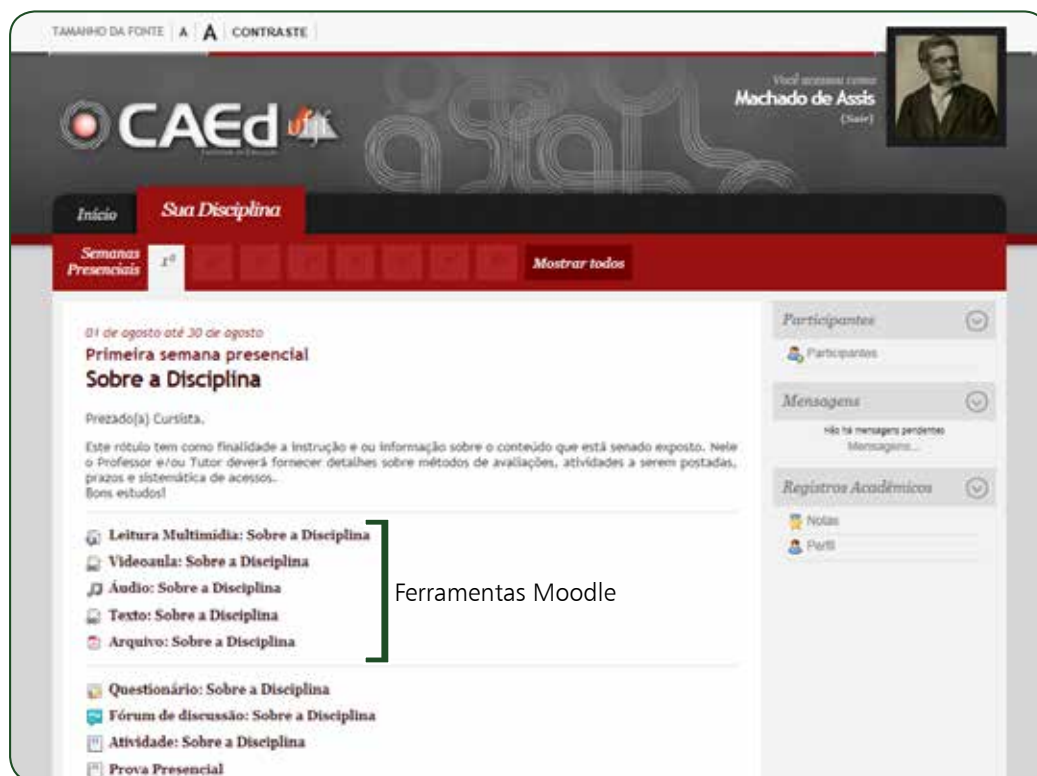 TAMANHO DA FONTE A A CONTRASTE
Você acessou como
Machado de Assis
(Sair)
CAEd ufjf
Início
Sua Disciplina
Semanas
Presenciais
1ª
Mostrar todos
01 de agosto até 30 de agosto
Primeira semana presencial
Sobre a Disciplina
Prezado(a) Cursista.
Este rótulo tem como finalidade a instrução e ou informação sobre o conteúdo que está senado exposto. Nele
o Professor e/ou Tutor deverá fornecer detalhes sobre métodos de avaliações, atividades a serem postadas,
prazos e sistemática de acessos.
Bons estudos!
Leitura Multimídia: Sobre a Disciplina
Videoaula: Sobre a Disciplina
Áudio: Sobre a Disciplina
Texto: Sobre a Disciplina
Arquivo: Sobre a Disciplina
Ferramentas Moodle
Questionário: Sobre a Disciplina
Fórum de discussão: Sobre a Disciplina
Atividade: Sobre a Disciplina
Prova Presencial
Participantes
Participantes
Mensagens
Não há mensagens pendentes
Mensagens...
Registros Acadêmicos
Notas
Perfil